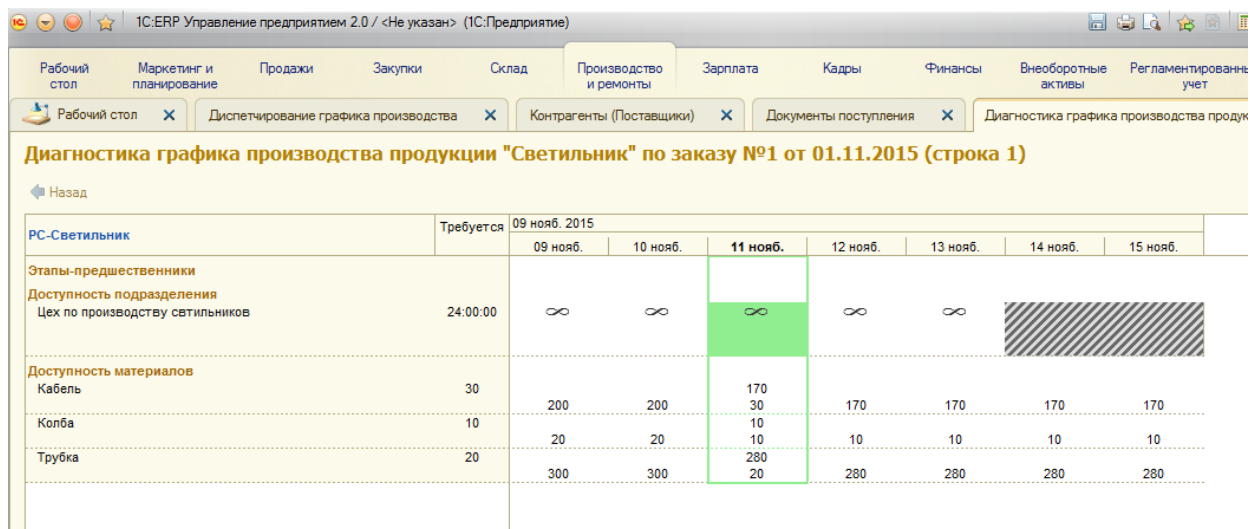 1С:ERP Управление предприятием 2.0 / <Не указан> (1С:Предприятие)
Рабочий стол Маркетинг и планирование Продажи Закупки Склад Производство и ремонты Зарплата Кадры Финансы Внеоборотные активы Регламентированнь учет
Рабочий стол Диспетчирование графика производства Контрагенты (Поставщики) Документы поступления Диагностика графика производства продук
Диагностика графика производства продукции "Светильник" по заказу №1 от 01.11.2015 (строка 1)
Назад
РС-Светильник Требуется 09 нояб. 2015
09 нояб. 10 нояб. 11 нояб. 12 нояб. 13 нояб. 14 нояб. 15 нояб.
Этапы-предшественники
Доступность подразделения
Цех по производству свтильников 24:00:00 ∞ ∞ ∞ ∞ ∞
Доступность материалов
Кабель 30 170
200 200 30 170 170 170 170
Колба 10 10
20 20 10 10 10 10 10
Трубка 20 280
300 300 20 280 280 280 280